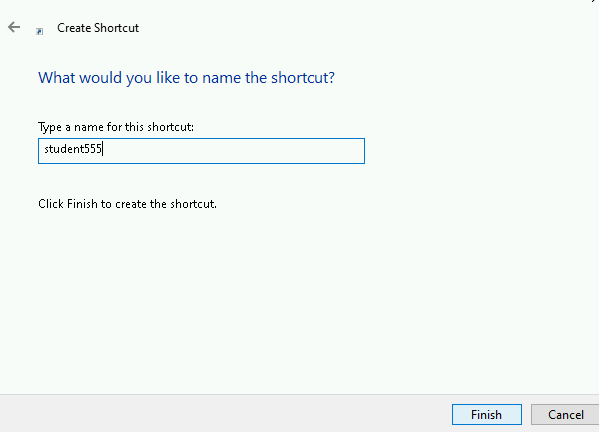 Create Shortcut
What would you like to name the shortcut?
Type a name for this shortcut:
student555
Click Finish to create the shortcut.
Finish Cancel